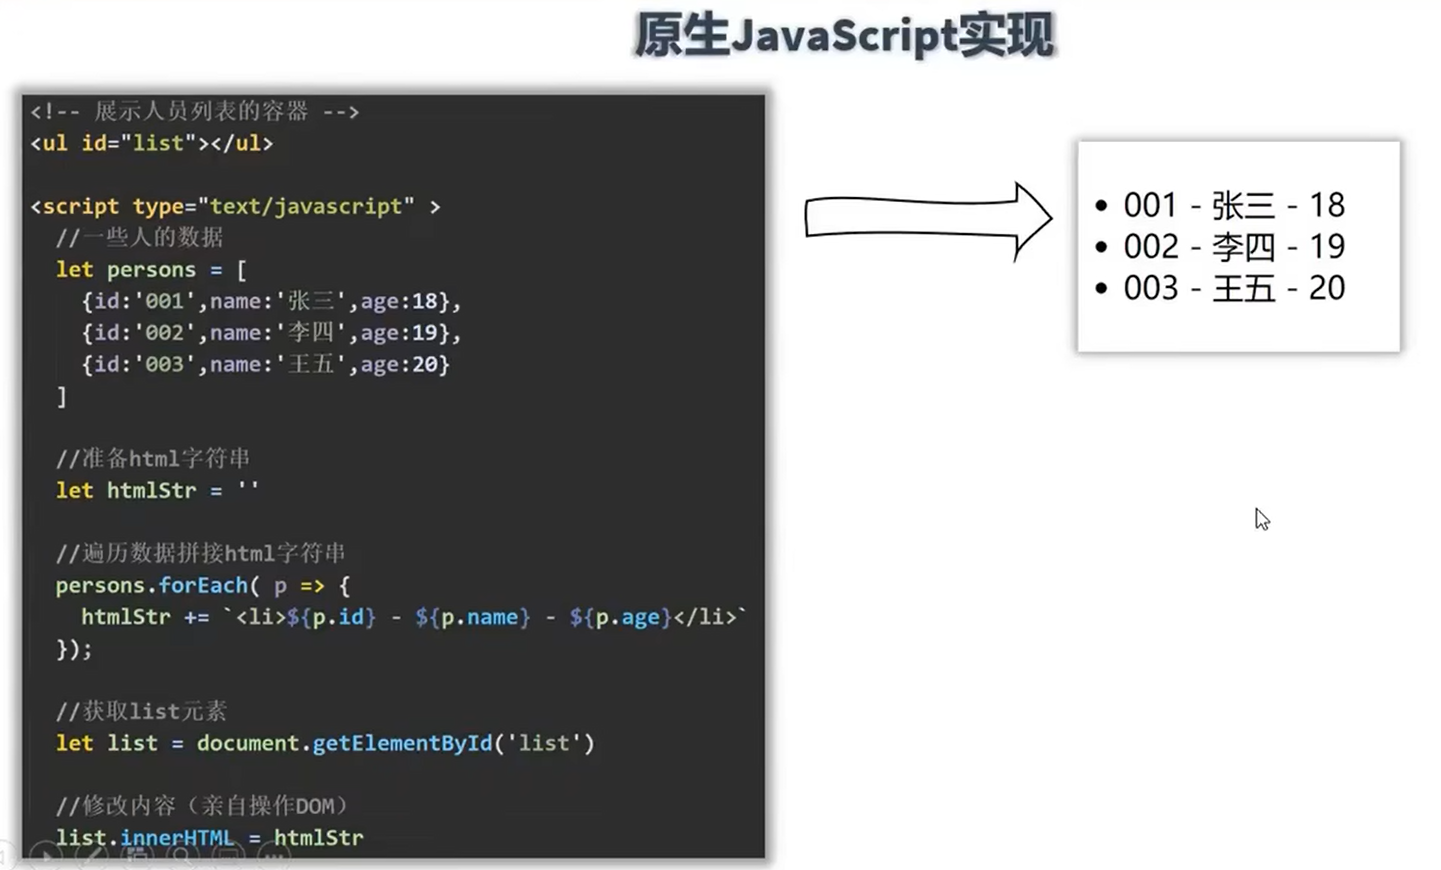 原生JavaScript实现
<!-- 展示人员列表的容器 -->
<ul id="list"></ul>
<script type="text/javascript" >
//一些人的数据
let persons = [
{id:'001',name:'张三',age:18},
{id:'002',name:'李四',age:19},
{id:'003',name:'王五',age:20}
]
//准备html字符串
let htmlStr = ''
//遍历数据拼接html字符串
persons.forEach( p => {
htmlStr += `<li>${p.id} - ${p.name} - ${p.age}</li>`
});
//获取list元素
let list = document.getElementById('list')
//修改内容（亲自操作DOM）
list.innerHTML = htmlStr
• 001 - 张三 - 18
• 002 - 李四 - 19
• 003 - 王五 - 20